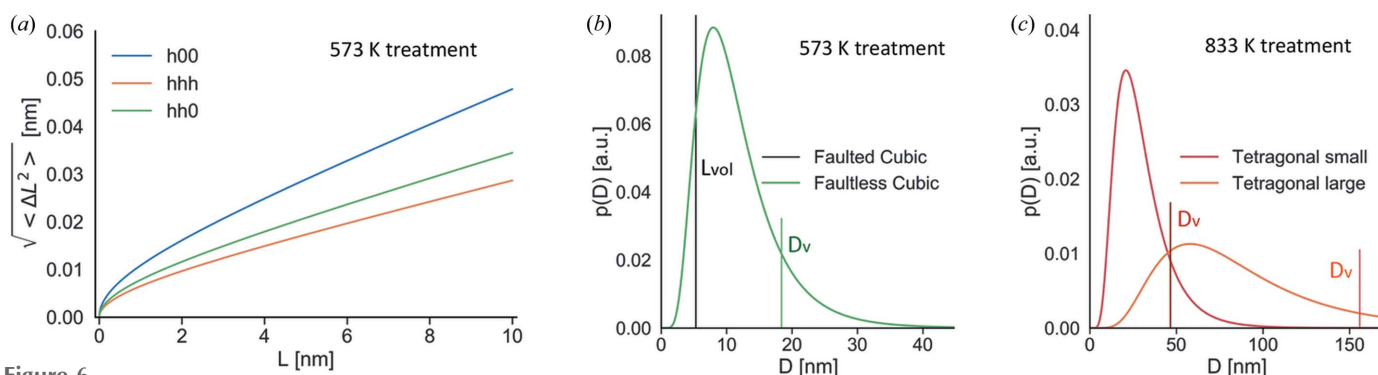 (a)
0.06
0.05
0.04
0.03
0.02
0.01
0.00
√< ΔL² > [nm]
h00
hhh
hh0
573 K treatment
0
2
4
6
8
10
L [nm]
(b)
0.08
0.06
0.04
0.02
0.00
p(D) [a.u.]
573 K treatment
Faulted Cubic
Faultless Cubic
Lvol
Dv
0
10
20
30
40
D [nm]
(c)
0.04
0.03
0.02
0.01
0.00
p(D) [a.u.]
833 K treatment
Tetragonal small
Tetragonal large
Dv
Dv
0
50
100
150
D [nm]
Figure 6